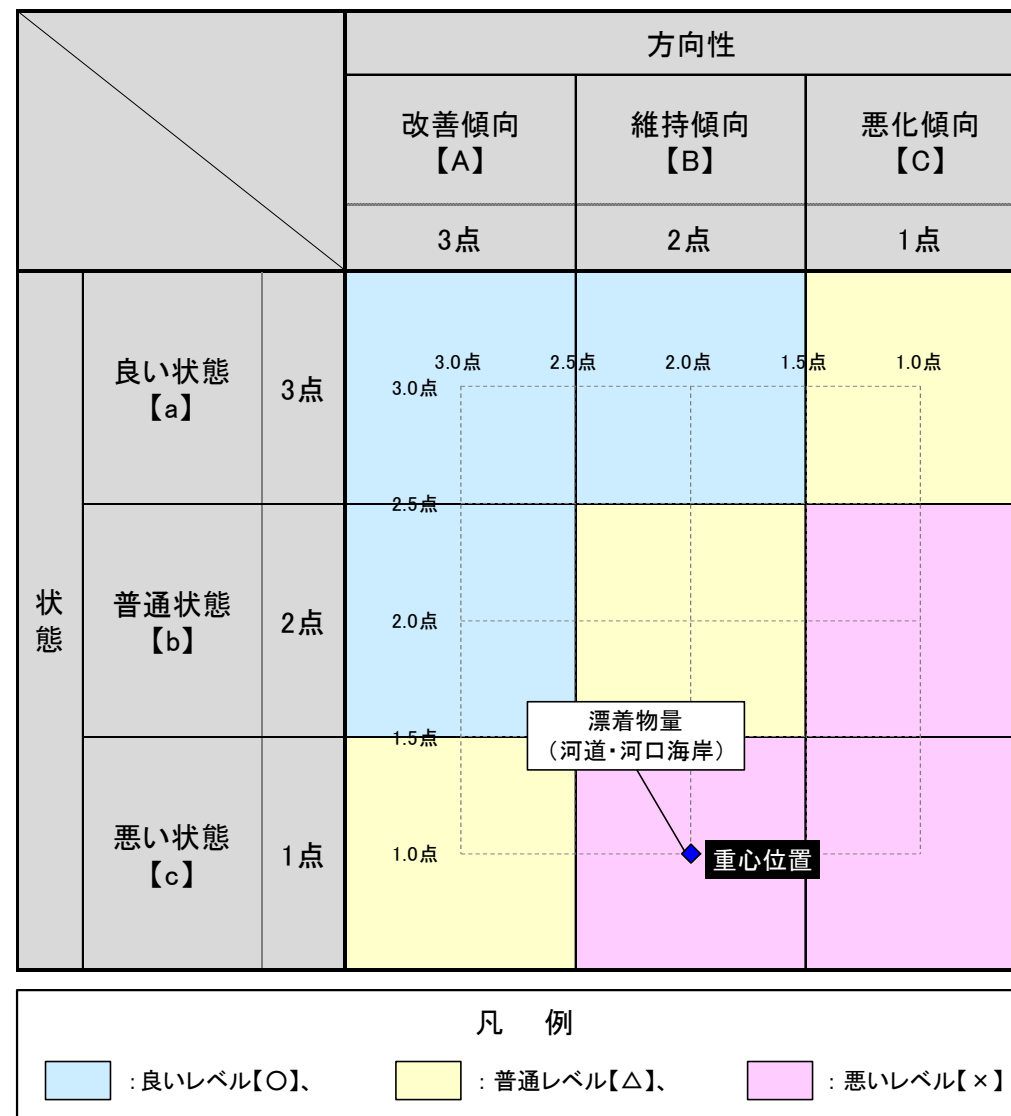 方向性
改善傾向
【A】
維持傾向
【B】
悪化傾向
【C】
3点
2点
1点
状態
良い状態
【a】
3点
普通状態
【b】
2点
悪い状態
【c】
1点
3.0点
2.5点
2.0点
1.5点
1.0点
3.0点
2.5点
2.0点
1.5点
1.0点
漂着物量
（河道・河口海岸）
重心位置
凡 例
：良いレベル【○】、
：普通レベル【△】、
：悪いレベル【×】